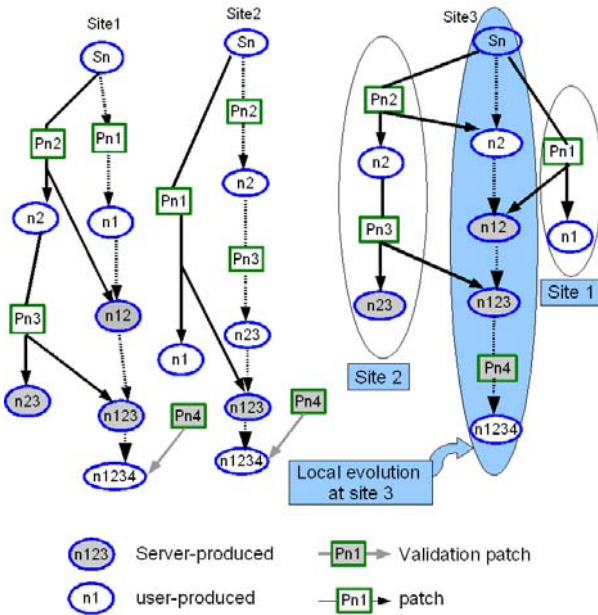 Site1
Sn
Pn2
Pn1
n2
n1
n12
Pn3
n23
n123
Pn4
n1234
Site2
Sn
Pn2
n2
Pn1
Pn3
n23
n1
n123
Pn4
n1234
Site3
Sn
Pn2
n2
n2
Pn1
n12
n1
Pn3
n23
n123
Site 1
Site 2
Pn4
n1234
Local evolution
at site 3
n123 Server-produced
Pn1 Validation patch
n1 user-produced
Pn1 patch